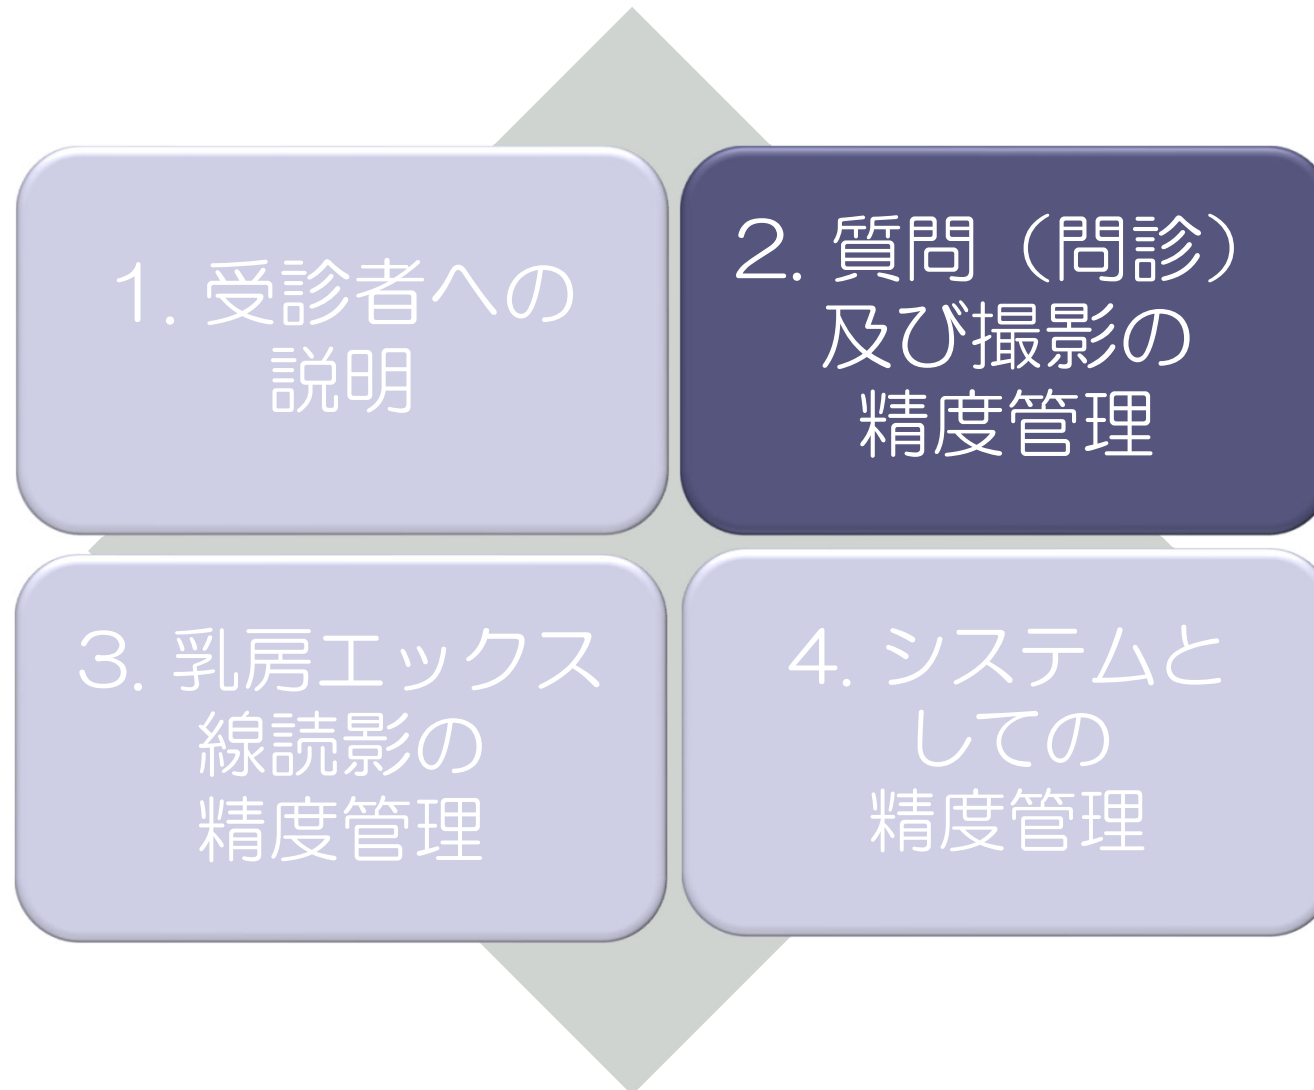 1. 受診者への
説明
2. 質問（問診）
及び撮影の
精度管理
3. 乳房エックス
線読影の
精度管理
4. システムと
しての
精度管理